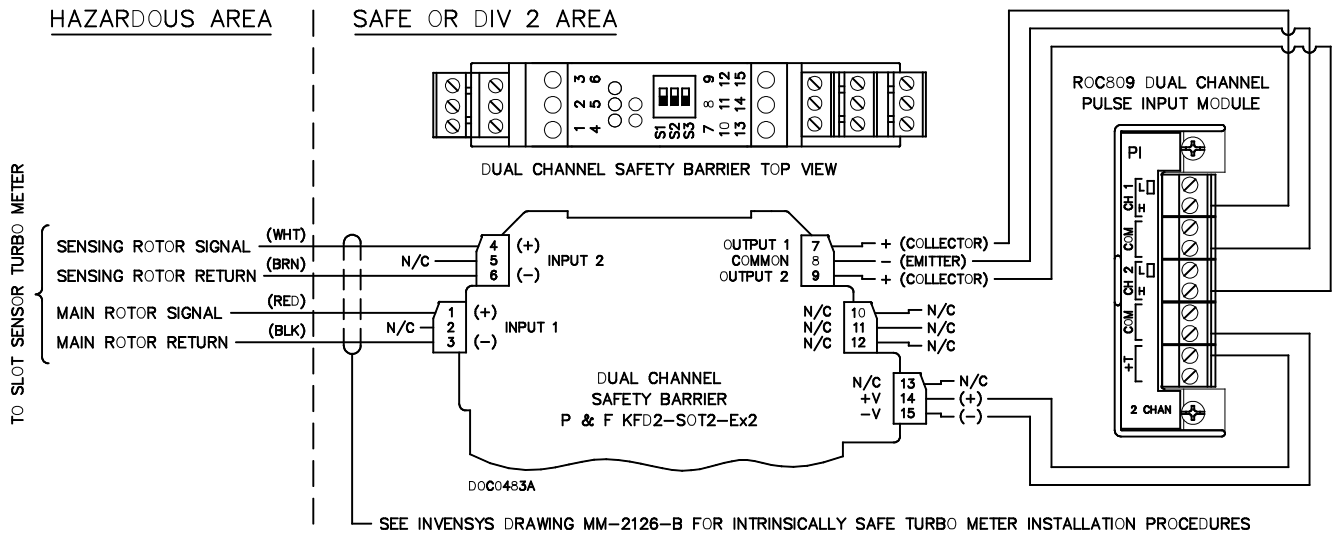 HAZARDOUS AREA
SAFE OR DIV 2 AREA
3 6
2 5
1 4
S1
S2
S3
9 12 15
8 11 14
7 10 13
DUAL CHANNEL SAFETY BARRIER TOP VIEW
ROC809 DUAL CHANNEL
PULSE INPUT MODULE
PI
CH 1
L
H
COM
CH 2
L
H
COM
+T
2 CHAN
TO SLOT SENSOR TURBO METER
SENSING ROTOR SIGNAL (WHT) 4 (+)
N/C 5 INPUT 2
SENSING ROTOR RETURN (BRN) 6 (-)
MAIN ROTOR SIGNAL (RED) 1 (+)
N/C 2 INPUT 1
MAIN ROTOR RETURN (BLK) 3 (-)
OUTPUT 1 7 + (COLLECTOR)
COMMON 8 - (EMITTER)
OUTPUT 2 9 + (COLLECTOR)
N/C 10 N/C
N/C 11 N/C
N/C 12 N/C
N/C 13 N/C
+V 14 (+)
-V 15 (-)
DUAL CHANNEL
SAFETY BARRIER
P & F KFD2-SOT2-Ex2
DOC0483A
SEE INVENSYS DRAWING MM-2126-B FOR INTRINSICALLY SAFE TURBO METER INSTALLATION PROCEDURES